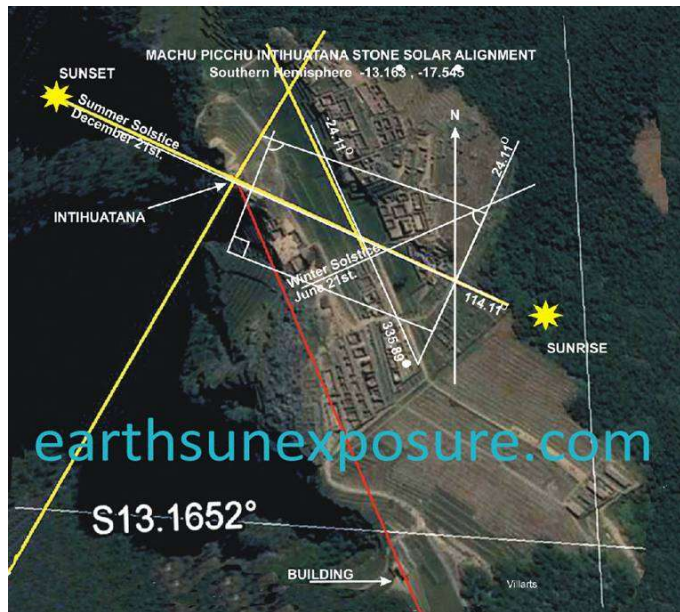 MACHU PICCHU INTIHUATANA STONE SOLAR ALIGNMENT
Southern Hemisphere -13.163 , -17.545
SUNSET
Summer Solstice
December 21st.
N
-24.11°
24.11°
INTIHUATANA
Winter Solstice
June 21st.
114.11°
335.89
SUNRISE
earthsunexposure.com
S13.1652°
BUILDING
Villarts